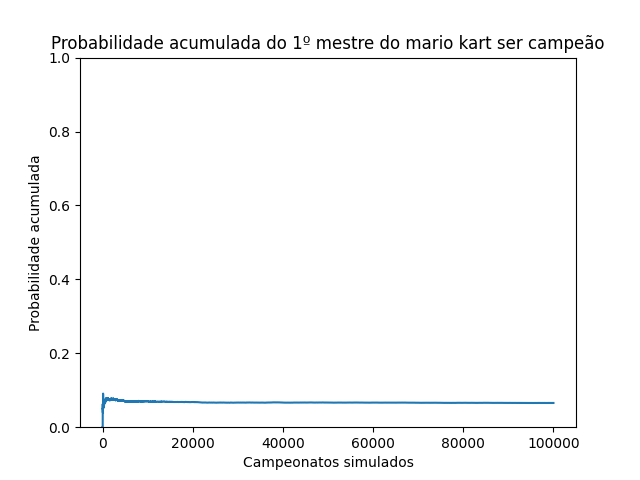 Probabilidade acumulada do 1º mestre do mario kart ser campeão
1.0
0.8
0.6
0.4
0.2
0.0
Probabilidade acumulada
0 20000 40000 60000 80000 100000
Campeonatos simulados